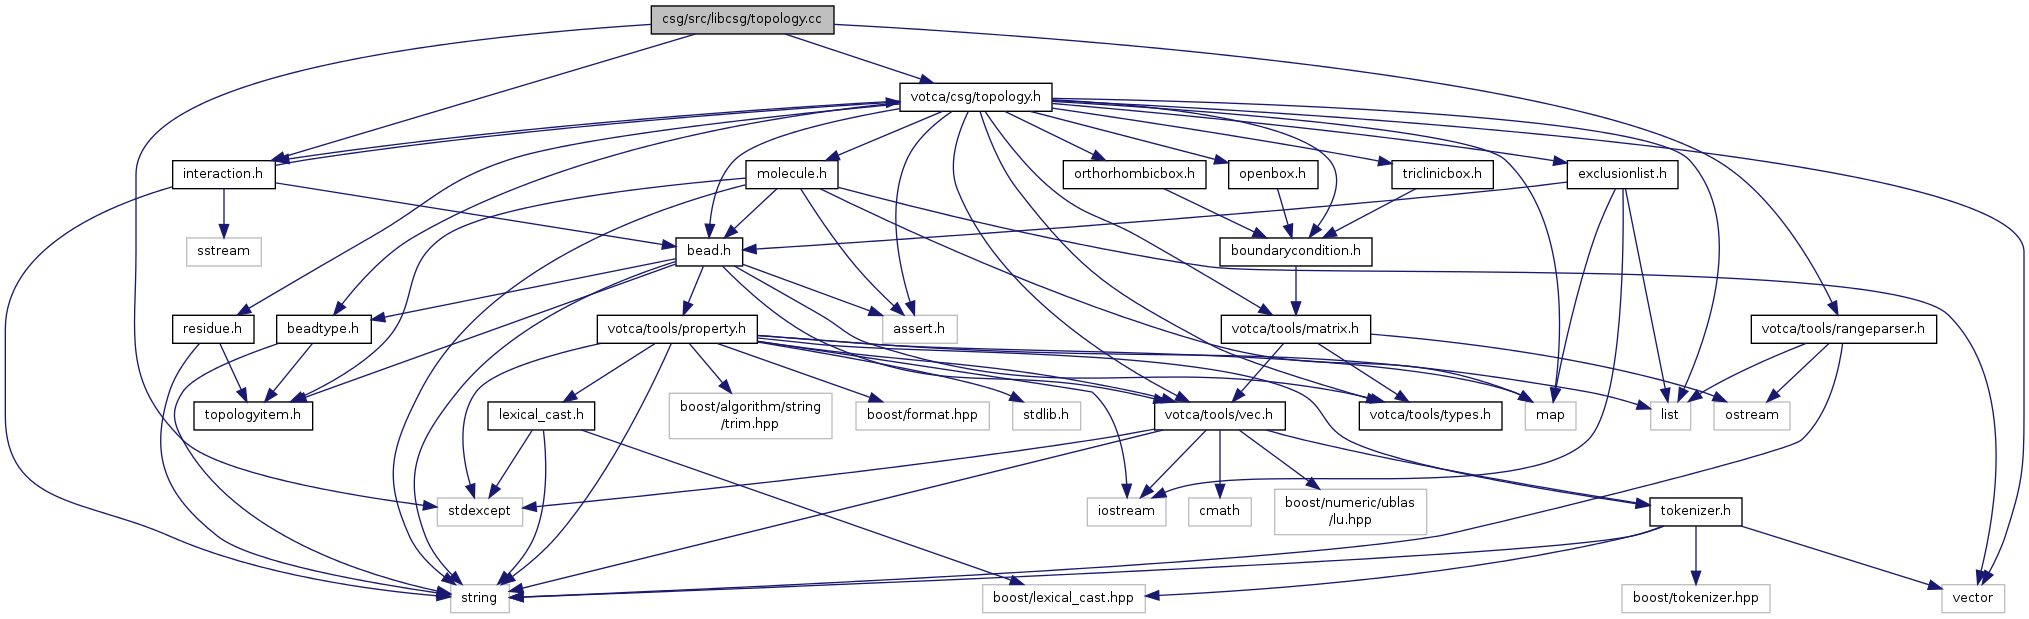 csg/src/libcsg/topology.cc
votca/csg/topology.h
interaction.h
molecule.h
orthorhombicbox.h
openbox.h
triclinicbox.h
exclusionlist.h
sstream
bead.h
boundarycondition.h
residue.h
beadtype.h
votca/tools/property.h
assert.h
votca/tools/matrix.h
votca/tools/rangeparser.h
topologyitem.h
lexical_cast.h
boost/algorithm/string
/trim.hpp
boost/format.hpp
stdlib.h
votca/tools/vec.h
votca/tools/types.h
map
list
ostream
stdexcept
iostream
cmath
boost/numeric/ublas
/lu.hpp
tokenizer.h
string
boost/lexical_cast.hpp
boost/tokenizer.hpp
vector